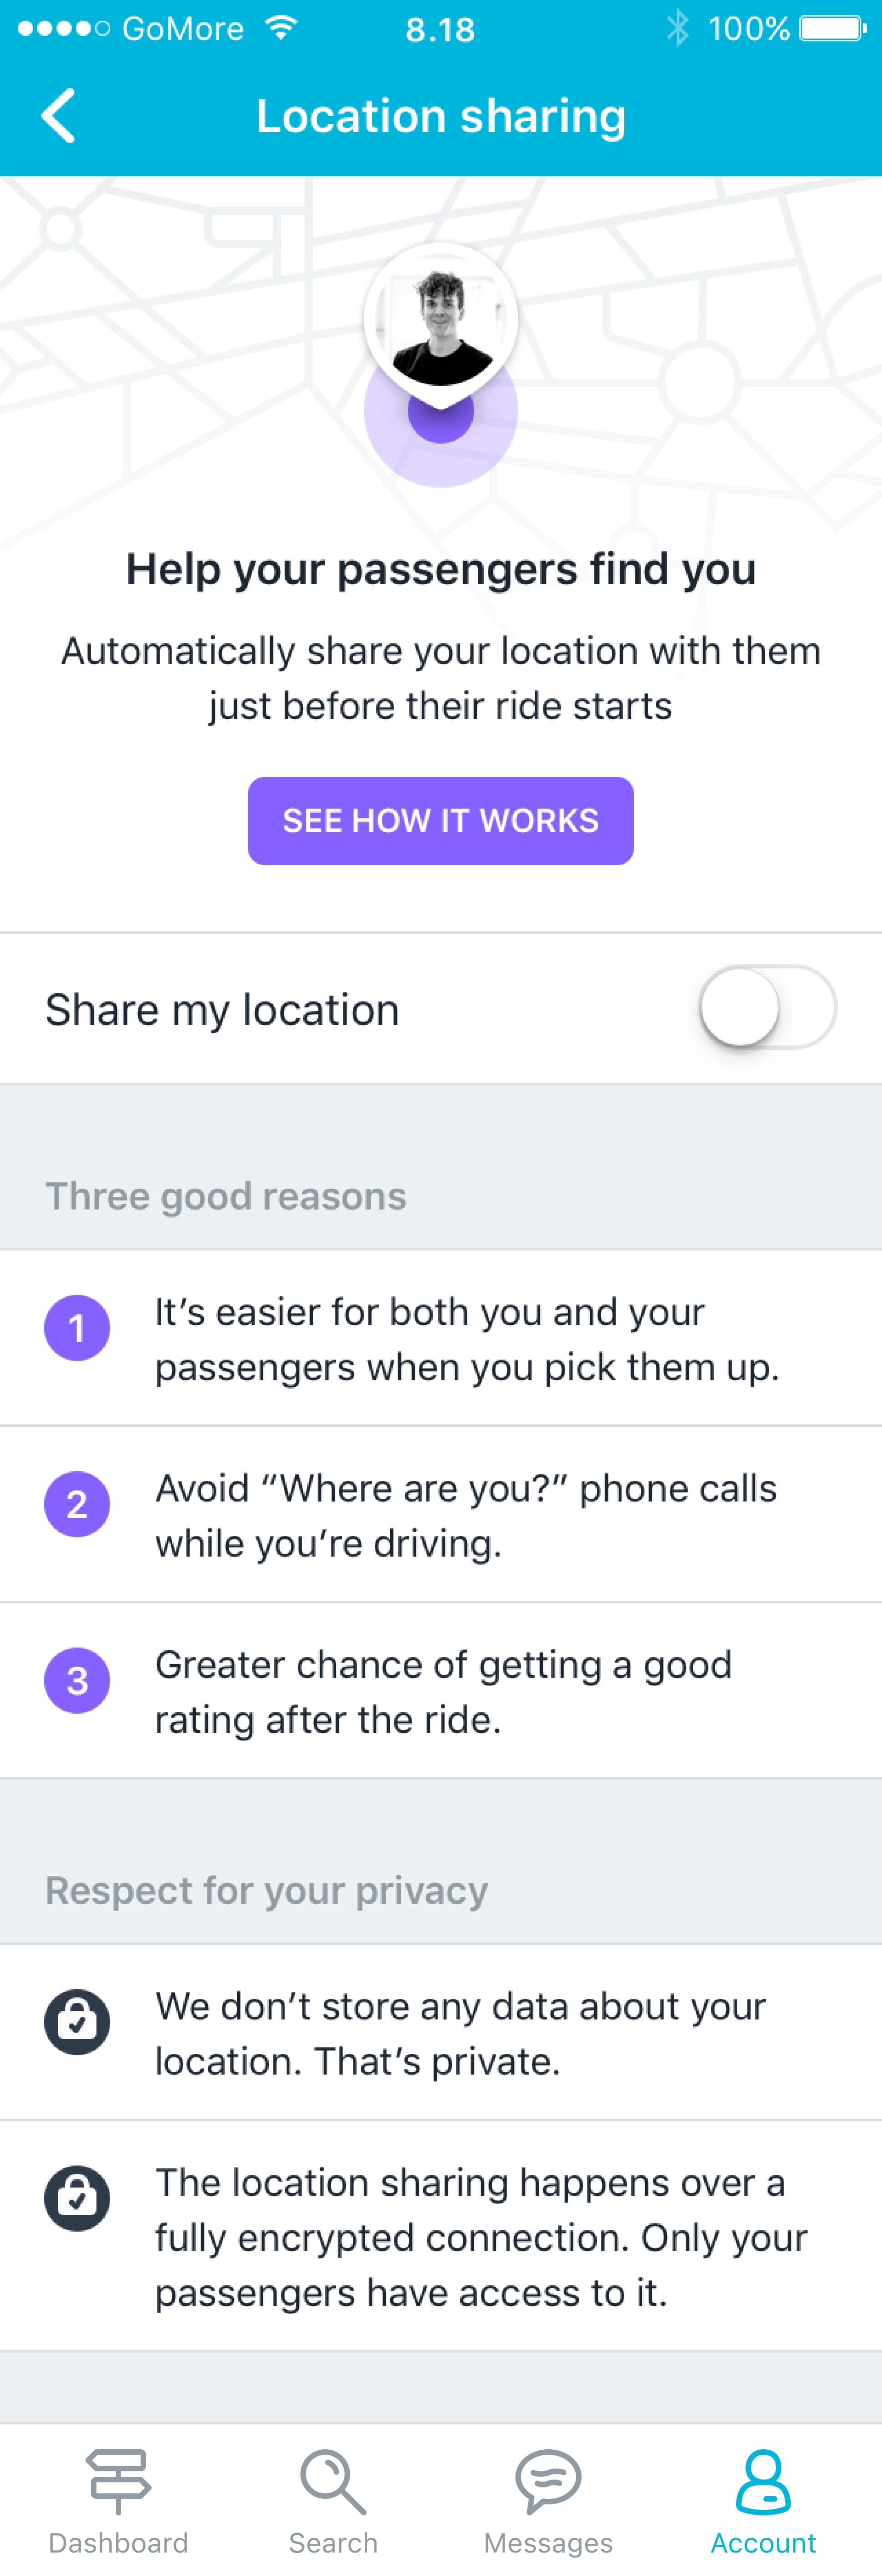 GoMore 8.18 100%
Location sharing
Help your passengers find you
Automatically share your location with them
just before their ride starts
SEE HOW IT WORKS
Share my location
Three good reasons
1 It’s easier for both you and your
passengers when you pick them up.
2 Avoid “Where are you?” phone calls
while you’re driving.
3 Greater chance of getting a good
rating after the ride.
Respect for your privacy
We don’t store any data about your
location. That’s private.
The location sharing happens over a
fully encrypted connection. Only your
passengers have access to it.
Dashboard Search Messages Account